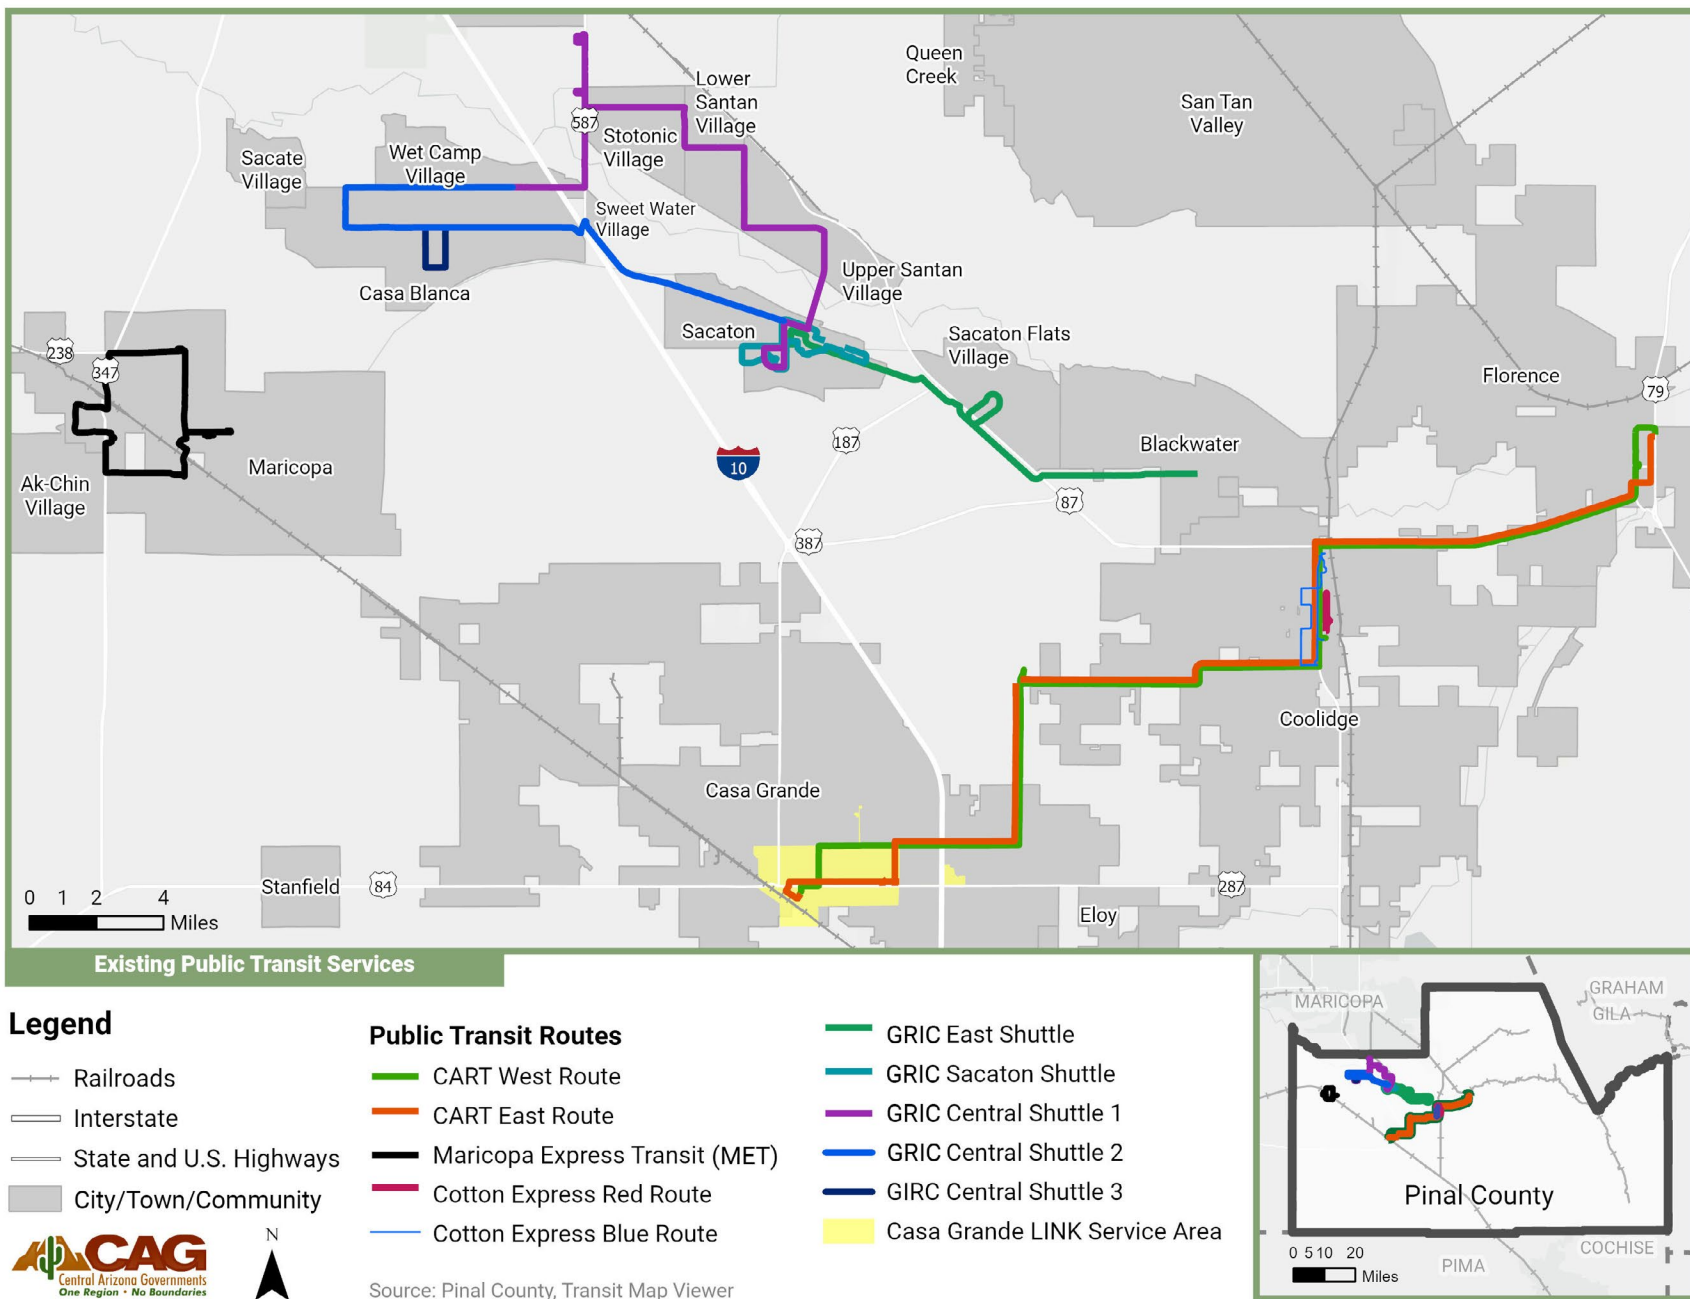 Queen
Creek
San Tan
Valley
Lower
Santan
Village
587
Stotonic
Village
Wet Camp
Village
Sacate
Village
Sweet Water
Village
Upper Santan
Village
Casa Blanca
Sacaton
Sacaton Flats
Village
238
347
Florence
79
187
Blackwater
10
Maricopa
Ak-Chin
Village
87
387
Coolidge
Casa Grande
Stanfield
84
287
Eloy
0 1 2 4
Miles
Existing Public Transit Services
Legend
Railroads
Interstate
State and U.S. Highways
City/Town/Community
CAG
Central Arizona Governments
One Region • No Boundaries
N
Public Transit Routes
CART West Route
CART East Route
Maricopa Express Transit (MET)
Cotton Express Red Route
Cotton Express Blue Route
Source: Pinal County, Transit Map Viewer
GRIC East Shuttle
GRIC Sacaton Shuttle
GRIC Central Shuttle 1
GRIC Central Shuttle 2
GIRC Central Shuttle 3
Casa Grande LINK Service Area
MARICOPA
GRAHAM
GILA
Pinal County
COCHISE
PIMA
0 5 10 20
Miles